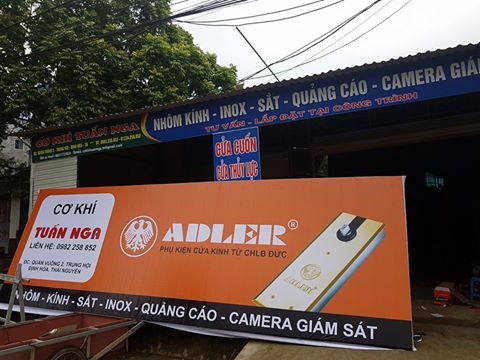 CƠ KHÍ TUẤN NGA
NHÔM KÍNH - INOX - SẮT - QUẢNG CÁO - CAMERA GIÁM
TƯ VẤN - LẮP ĐẶT TẠI CÔNG TRÌNH
CỬA CUỐN
CỬA THỦY LỰC
CƠ KHÍ
TUẤN NGA
LIÊN HỆ: 0982 258 852
ĐC: QUÁN VUÔNG 2, TRUNG HỘI
ĐỊNH HÓA, THÁI NGUYÊN
ADLER®
PHỤ KIỆN CỬA KÍNH TỪ CHLB ĐỨC
ADLER
NHÔM - KÍNH - SẮT - INOX - QUẢNG CÁO - CAMERA GIÁM SÁT